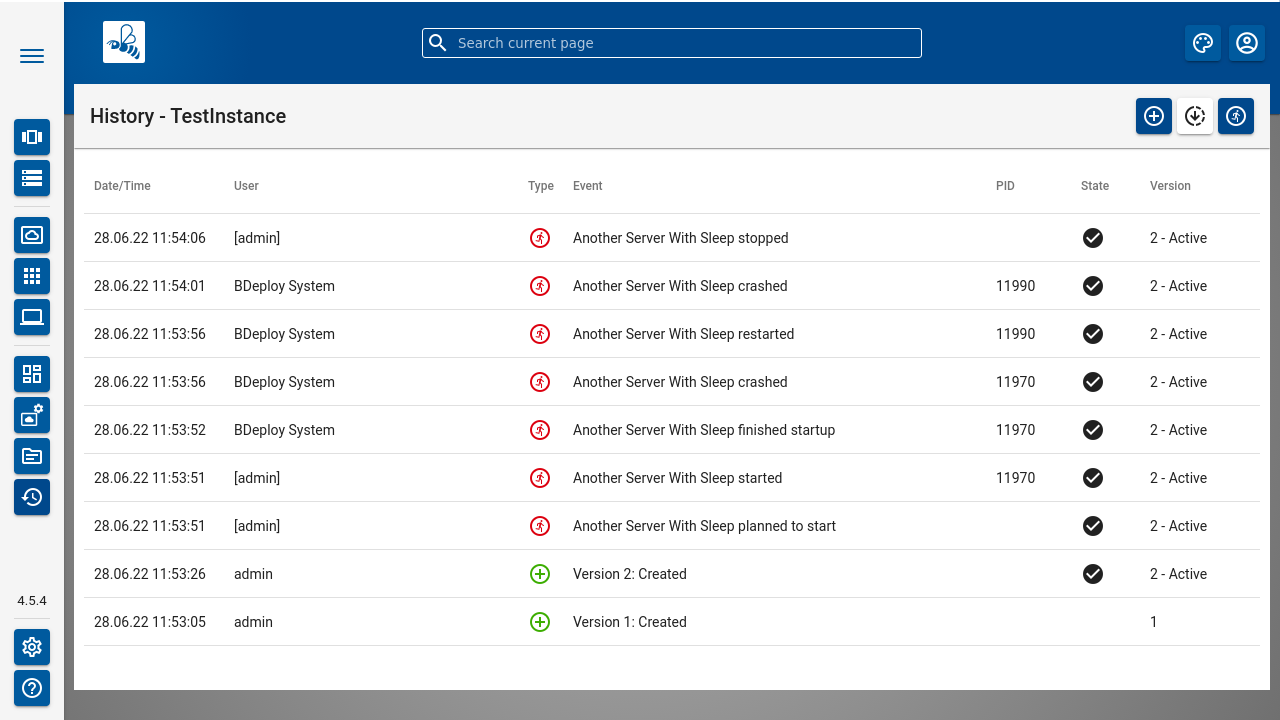 Search current page
History - TestInstance
Date/Time User Type Event PID State Version
28.06.22 11:54:06 [admin] Another Server With Sleep stopped 2 - Active
28.06.22 11:54:01 BDeploy System Another Server With Sleep crashed 11990 2 - Active
28.06.22 11:53:56 BDeploy System Another Server With Sleep restarted 11990 2 - Active
28.06.22 11:53:56 BDeploy System Another Server With Sleep crashed 11970 2 - Active
28.06.22 11:53:52 BDeploy System Another Server With Sleep finished startup 11970 2 - Active
28.06.22 11:53:51 [admin] Another Server With Sleep started 11970 2 - Active
28.06.22 11:53:51 [admin] Another Server With Sleep planned to start 2 - Active
28.06.22 11:53:26 admin Version 2: Created 2 - Active
28.06.22 11:53:05 admin Version 1: Created 1
4.5.4